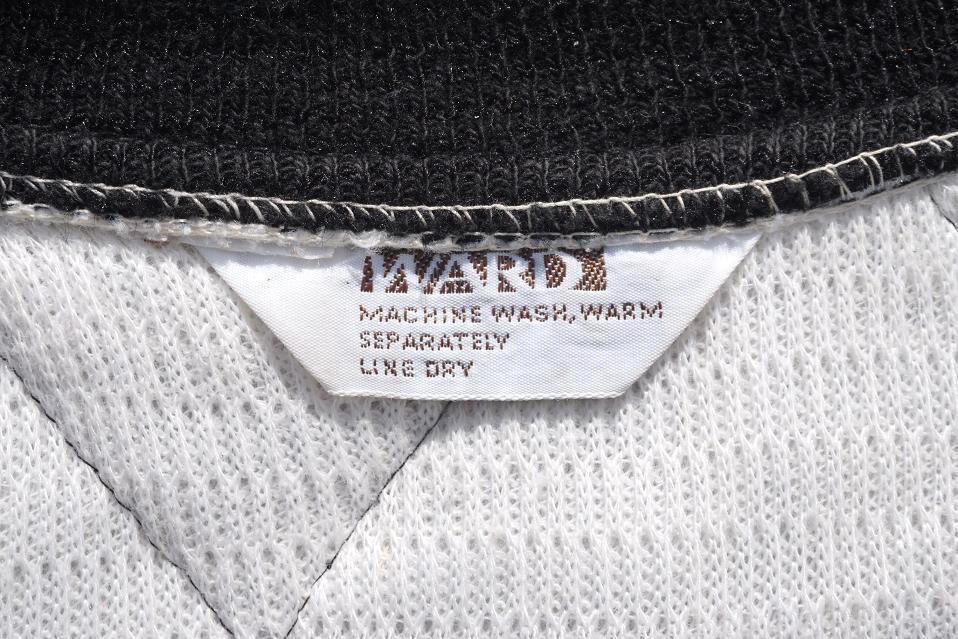 WARDS
MACHINE WASH, WARM
SEPARATELY
LINE DRY